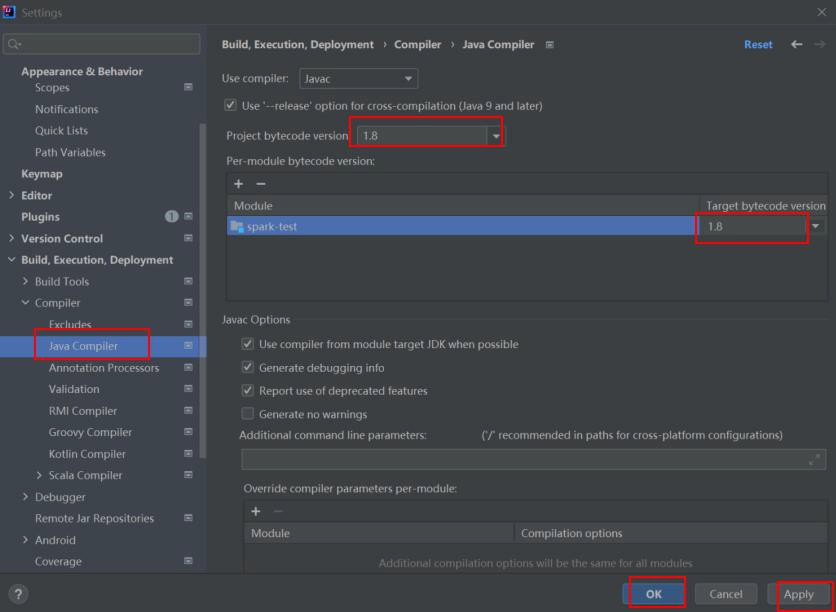 Settings
Appearance & Behavior
Scopes
Notifications
Quick Lists
Path Variables
Keymap
Editor
Plugins 1
Version Control
Build, Execution, Deployment
Build Tools
Compiler
Excludes
Java Compiler
Annotation Processors
Validation
RMI Compiler
Groovy Compiler
Kotlin Compiler
Scala Compiler
Debugger
Remote Jar Repositories
Android
Coverage
?
Build, Execution, Deployment › Compiler › Java Compiler
Reset
Use compiler: Javac
Use '--release' option for cross-compilation (Java 9 and later)
Project bytecode version 1.8
Per-module bytecode version:
Module Target bytecode version
spark-test 1.8
Javac Options
Use compiler from module target JDK when possible
Generate debugging info
Report use of deprecated features
Generate no warnings
Additional command line parameters: ('/' recommended in paths for cross-platform configurations)
Override compiler parameters per-module:
Module Compilation options
Additional compilation options will be the same for all modules
OK Cancel Apply